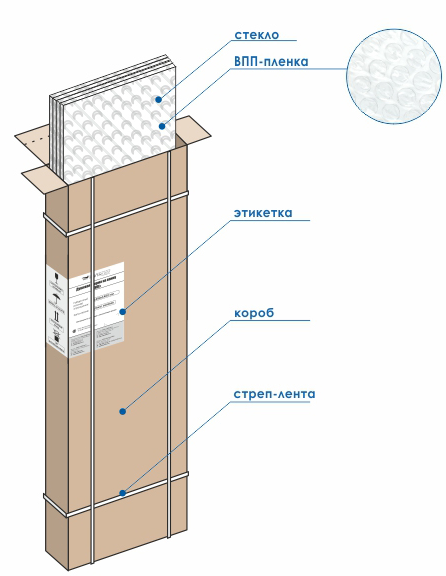 стекло
ВПП-пленка
этикетка
короб
стреп-лента